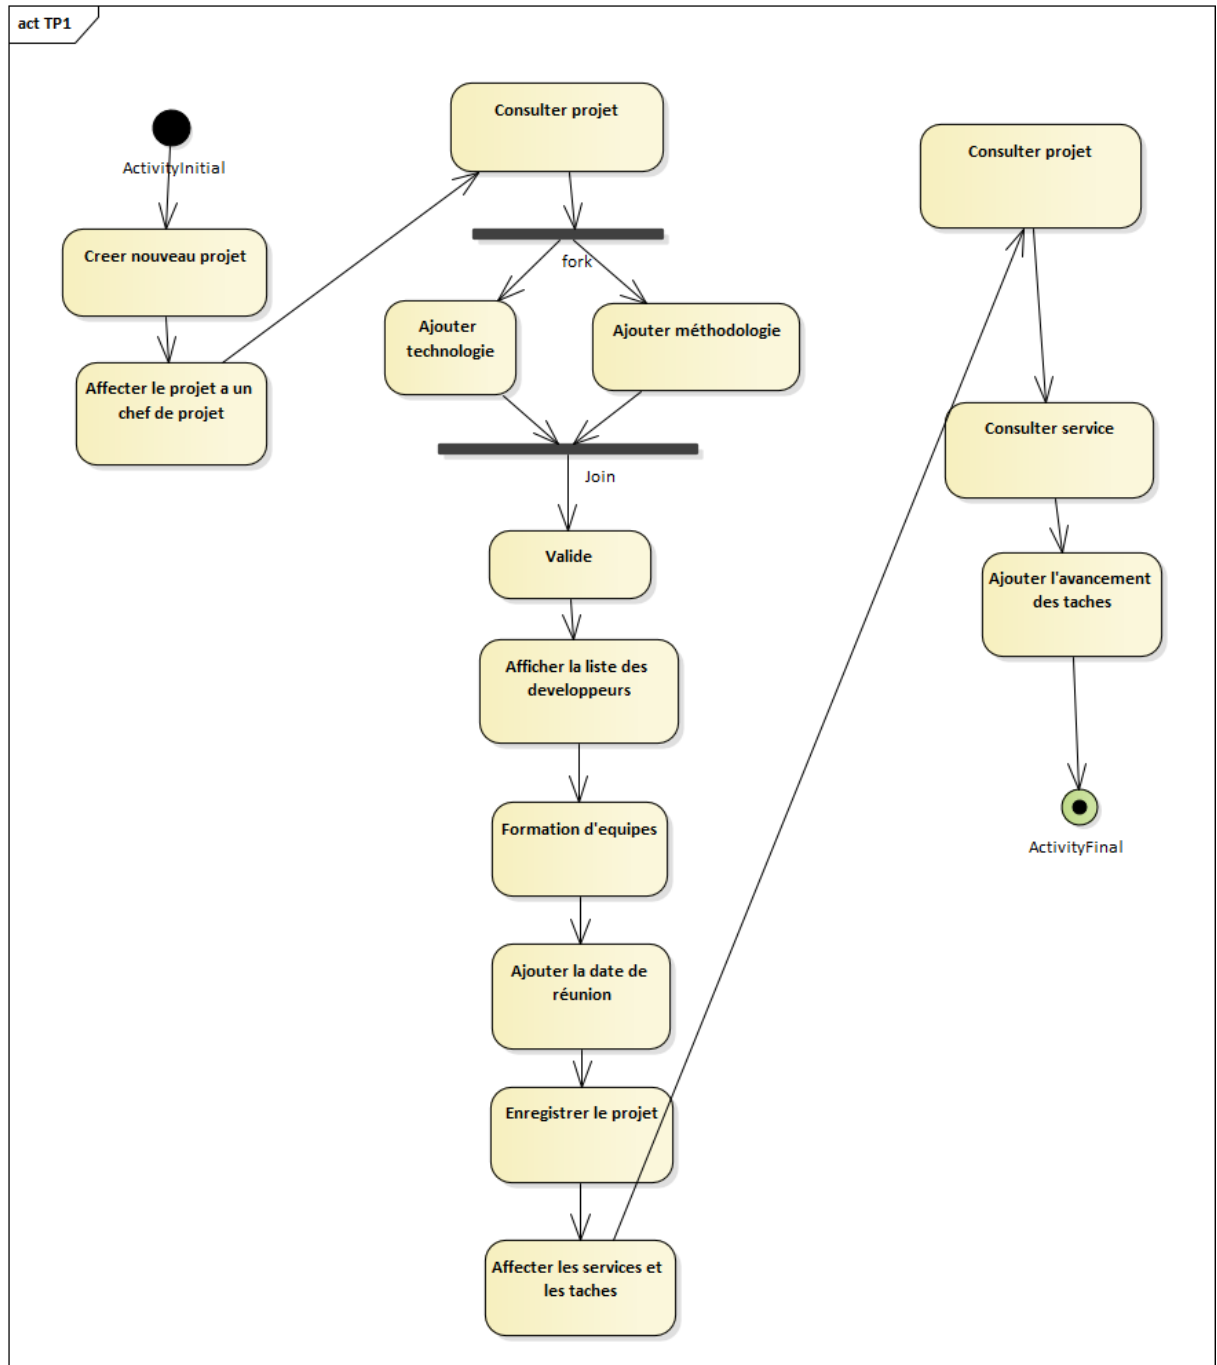 act TP1
ActivityInitial
Creer nouveau projet
Affecter le projet a un
chef de projet
Consulter projet
fork
Ajouter
technologie
Ajouter méthodologie
Join
Valide
Afficher la liste des
developpeurs
Formation d'equipes
Ajouter la date de
réunion
Enregistrer le projet
Affecter les services et
les taches
Consulter projet
Consulter service
Ajouter l'avancement
des taches
ActivityFinal